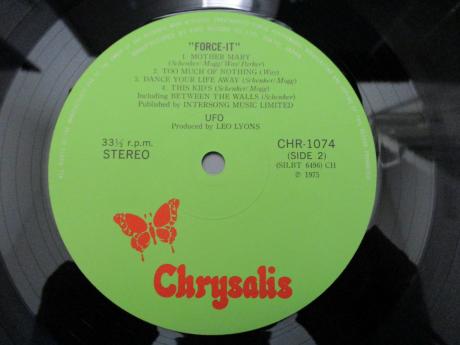 "FORCE-IT"
1. MOTHER MARY
(Schenker/Mogg/Way/Parker)
2. TOO MUCH OF NOTHING (Way)
3. DANCE YOUR LIFE AWAY (Schenker/Mogg)
4. THIS KID'S (Schenker/Mogg)
Including BETWEEN THE WALLS (Schenker)
Published by INTERSONG MUSIC LIMITED
UFO
Produced by LEO LYONS
33⅓ r.p.m.
STEREO
CHR-1074
(SIDE 2)
(SILBT 6496) CH
℗ 1975
Chrysalis